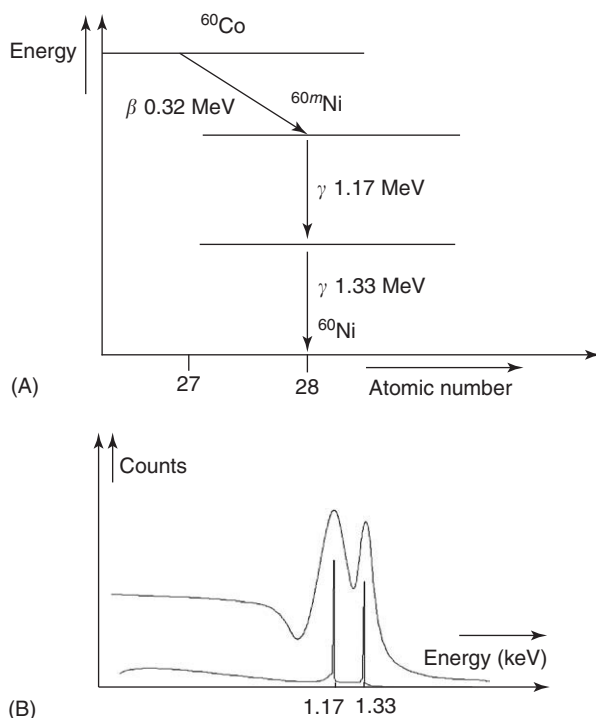 ⁶⁰Co
Energy
β 0.32 MeV
⁶⁰ᵐNi
γ 1.17 MeV
γ 1.33 MeV
⁶⁰Ni
27
28
Atomic number
(A)
Counts
Energy (keV)
1.17
1.33
(B)